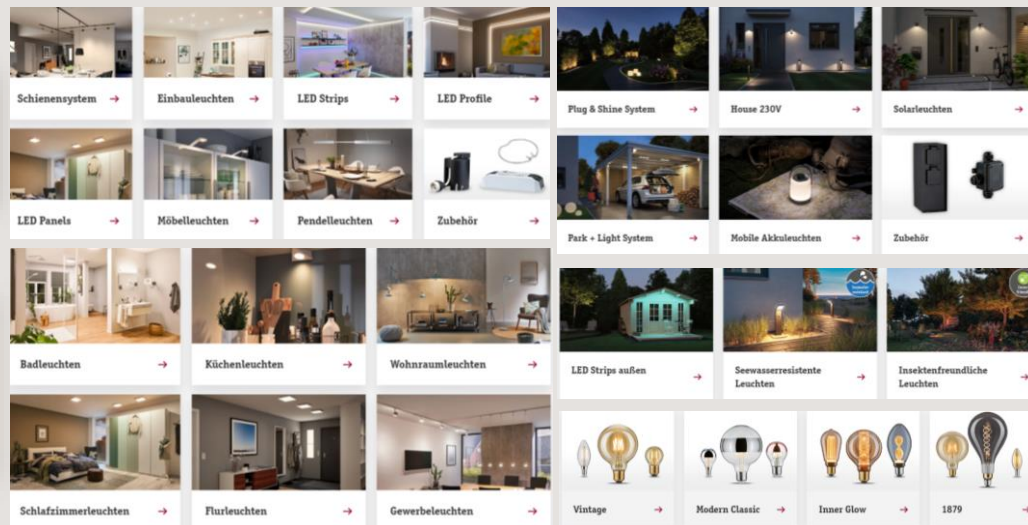 Schienensystem
Einbauleuchten
LED Strips
LED Profile
LED Panels
Möbelleuchten
Pendelleuchten
Zubehör
Badleuchten
Küchenleuchten
Wohnraumleuchten
Schlafzimmerleuchten
Flurleuchten
Gewerbeleuchten
Plug & Shine System
House 230V
Solarleuchten
Park + Light System
Mobile Akkuleuchten
Zubehör
LED Strips außen
Seewasserresistente
Leuchten
Insektenfreundliche
Leuchten
Vintage
Modern Classic
Inner Glow
1879